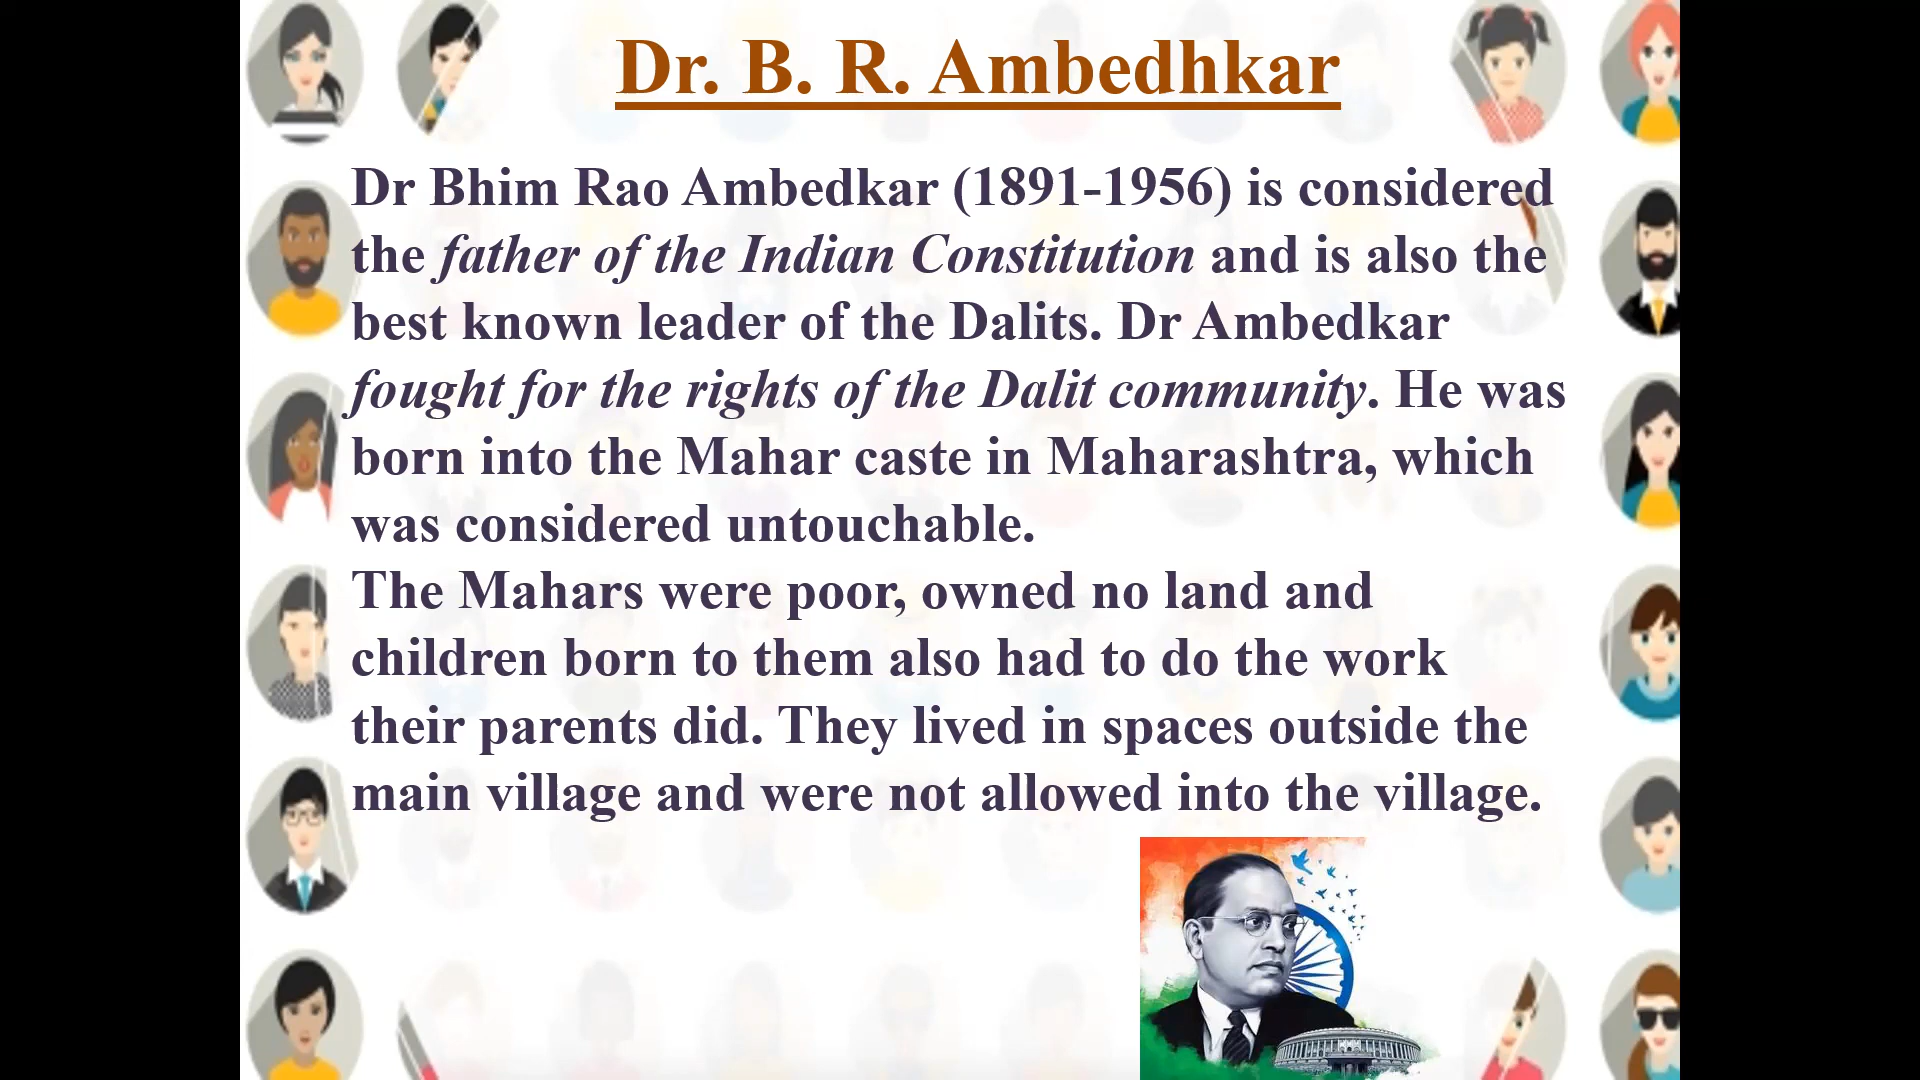 Dr. B. R. Ambedhkar
Dr Bhim Rao Ambedkar (1891-1956) is considered
the father of the Indian Constitution and is also the
best known leader of the Dalits. Dr Ambedkar
fought for the rights of the Dalit community. He was
born into the Mahar caste in Maharashtra, which
was considered untouchable.
The Mahars were poor, owned no land and
children born to them also had to do the work
their parents did. They lived in spaces outside the
main village and were not allowed into the village.